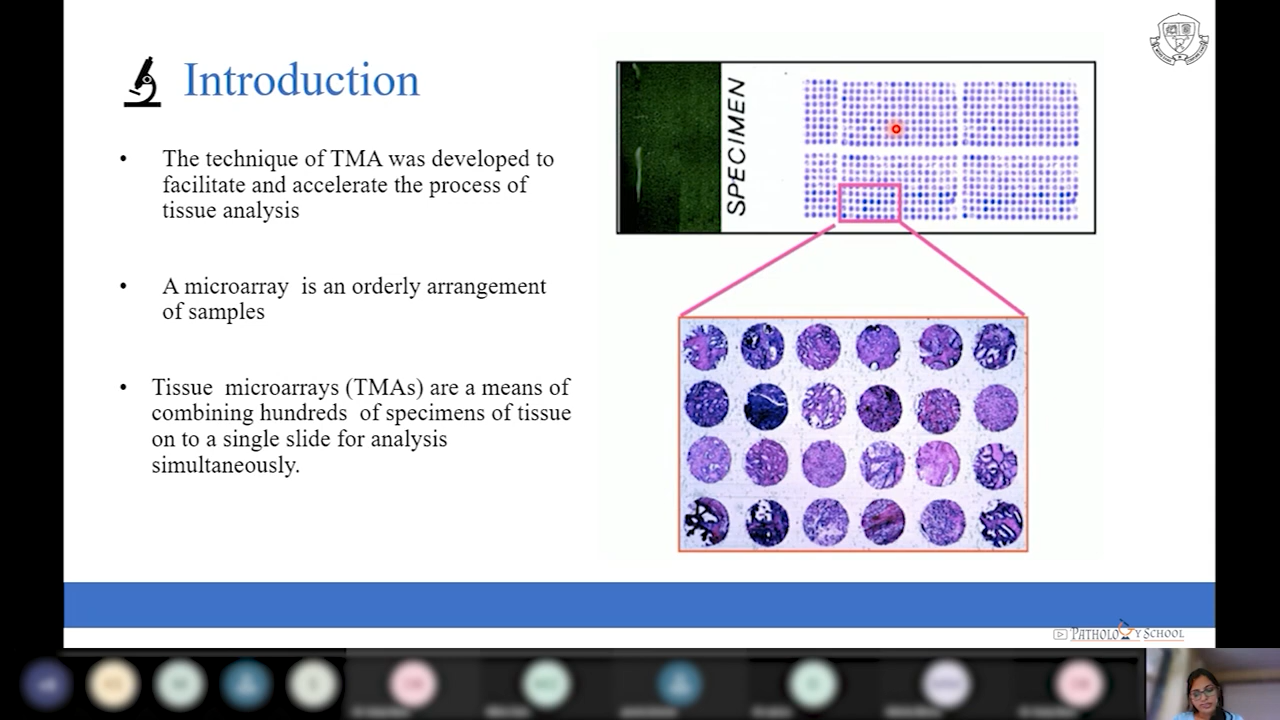 Introduction
• The technique of TMA was developed to
facilitate and accelerate the process of
tissue analysis
• A microarray is an orderly arrangement
of samples
• Tissue microarrays (TMAs) are a means of
combining hundreds of specimens of tissue
on to a single slide for analysis
simultaneously.
SPECIMEN
PATHOLOGY SCHOOL